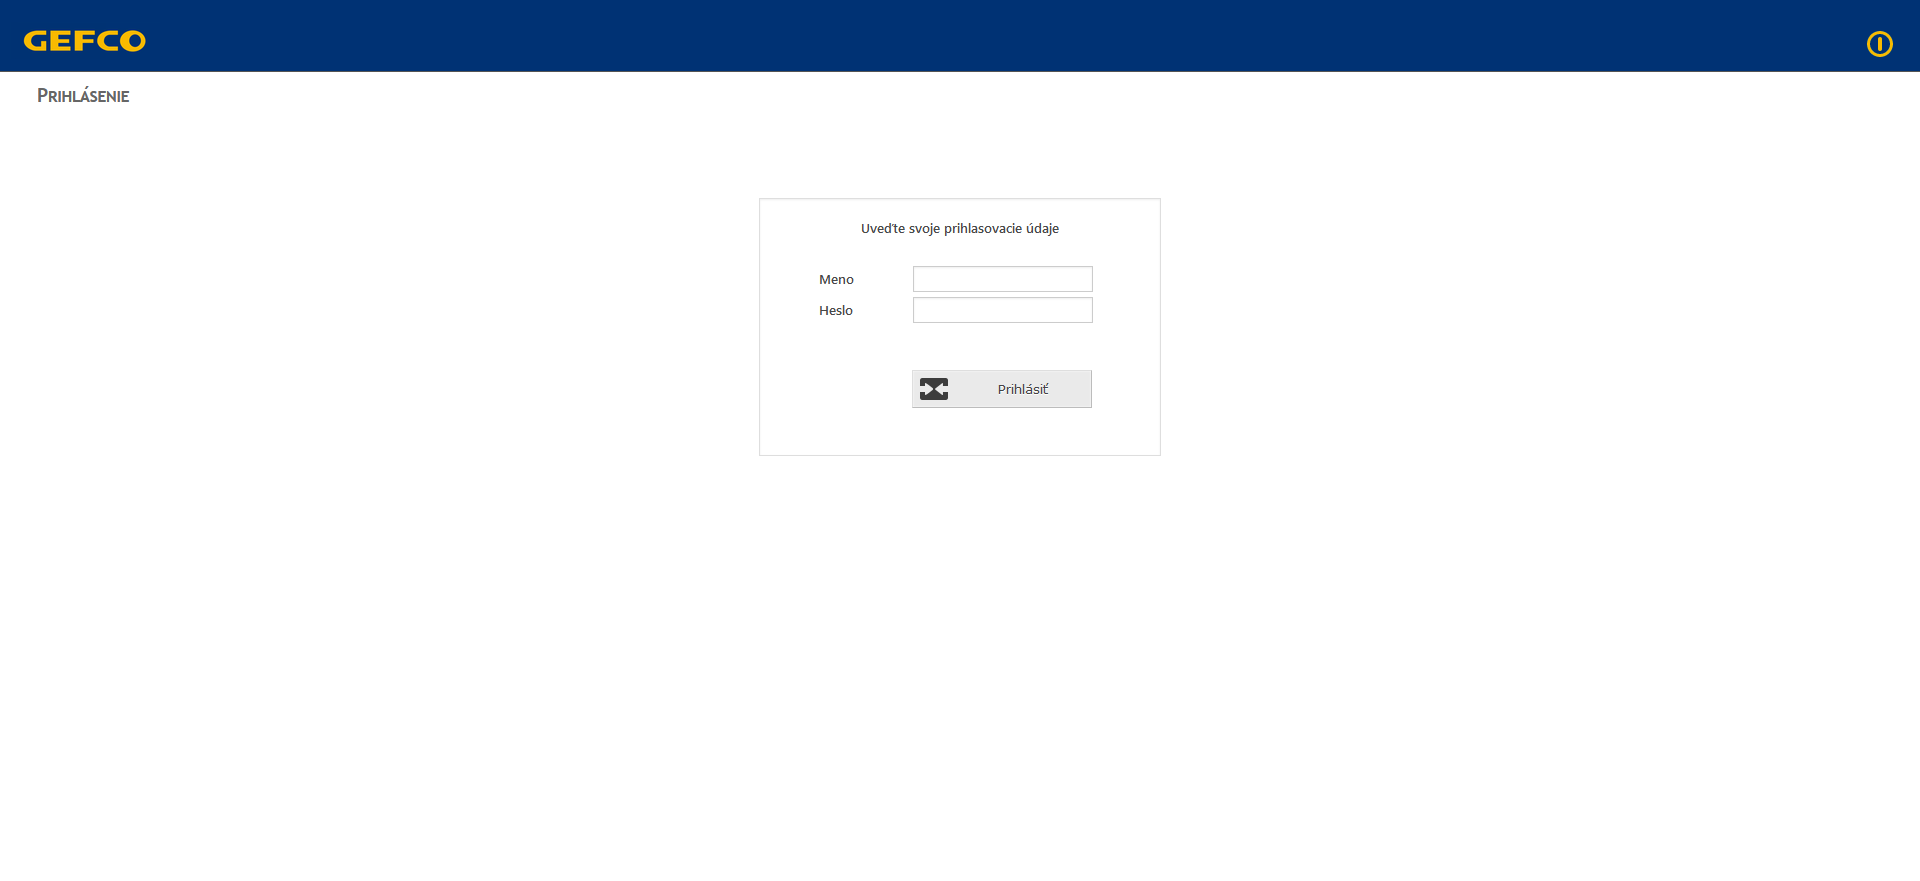 GEFCO
Prihlásenie
Uveďte svoje prihlasovacie údaje
Meno
Heslo
Prihlásiť